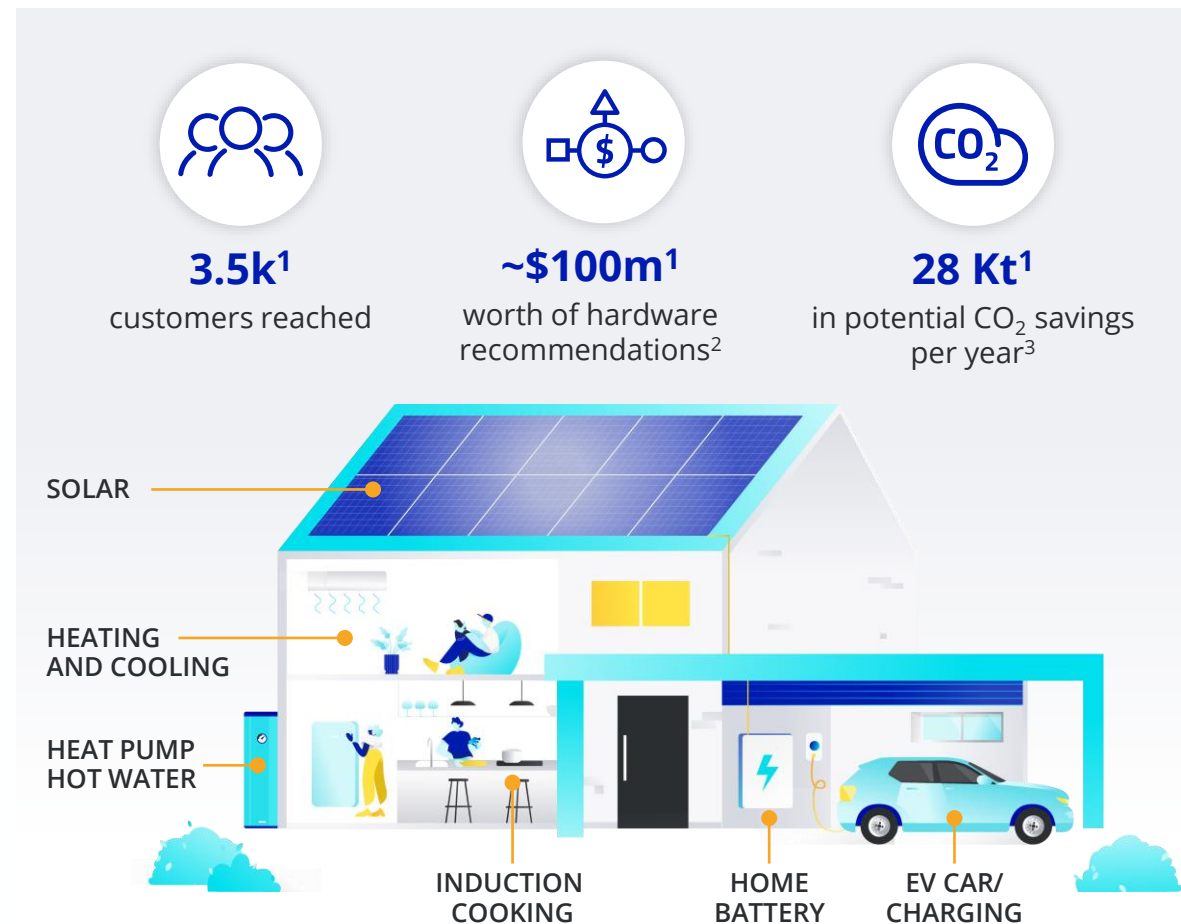 $
CO₂
3.5k¹
customers reached
~$100m¹
worth of hardware
recommendations²
28 Kt¹
in potential CO₂ savings
per year³
SOLAR
HEATING
AND COOLING
HEAT PUMP
HOT WATER
INDUCTION
COOKING
HOME
BATTERY
EV CAR/
CHARGING